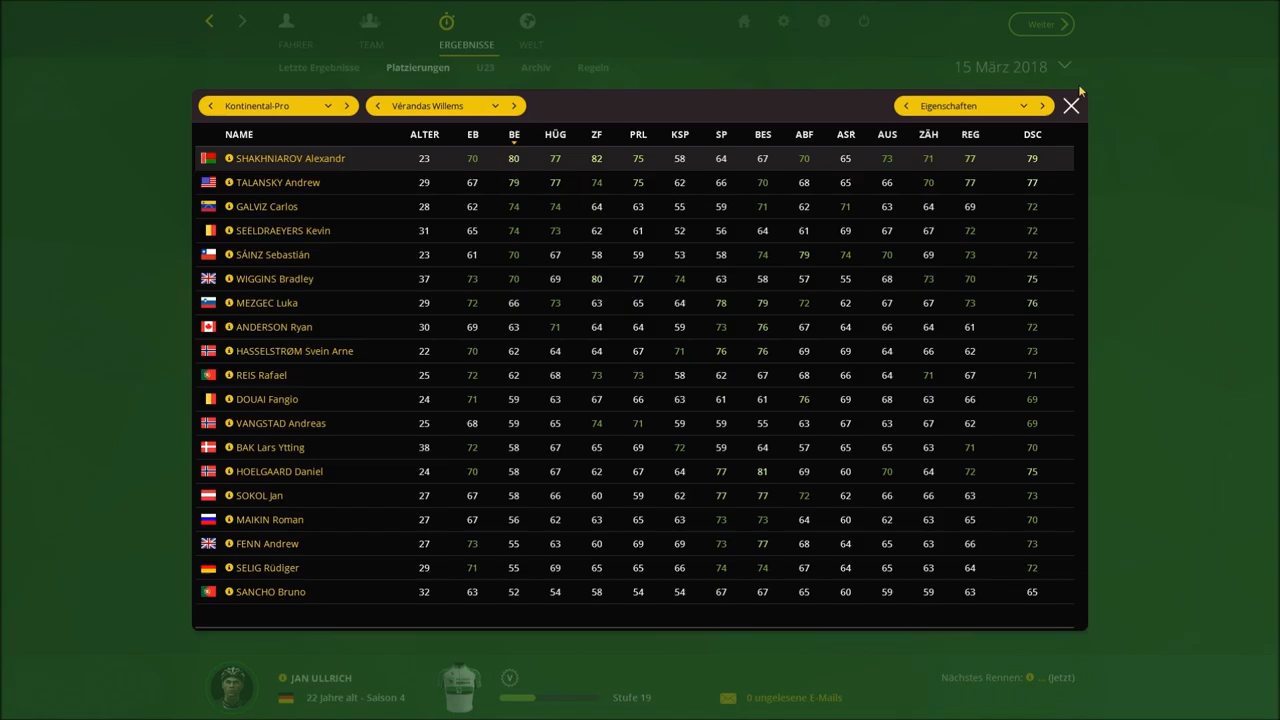 FAHRER TEAM ERGEBNISSE WELT Weiter
Letzte Ergebnisse Platzierungen U23 Archiv Regeln 15 März 2018
Kontinental-Pro Vérandas Willems Eigenschaften
NAME ALTER EB BE HÜG ZF PRL KSP SP BES ABF ASR AUS ZÄH REG DSC
SHAKHNIAROV Alexandr 23 70 80 77 82 75 58 64 67 70 65 73 71 77 79
TALANSKY Andrew 29 67 79 77 74 75 62 66 70 68 65 66 70 77 77
GALVIZ Carlos 28 62 74 74 64 63 55 59 71 62 71 63 64 69 72
SEELDRAEYERS Kevin 31 65 74 73 62 61 52 56 64 61 69 67 67 72 72
SÁINZ Sebastián 23 61 70 67 58 59 53 58 74 79 74 70 69 73 72
WIGGINS Bradley 37 73 70 69 80 77 74 58 57 55 68 73 70 75
MEZGEC Luka 29 72 66 73 63 65 64 78 79 72 62 67 67 73 76
ANDERSON Ryan 30 69 63 71 64 64 59 73 76 67 64 66 64 61 72
HASSELSTRØM Svein Arne 22 70 62 64 64 67 71 76 76 69 69 64 66 62 73
REIS Rafael 25 72 62 68 73 73 58 62 67 68 66 64 71 64 71
DOUAI Fangio 24 71 59 63 67 66 63 61 61 76 69 68 63 66 69
VANGSTAD Andreas 25 68 59 65 74 71 59 59 55 63 67 63 67 62 69
BAK Lars Ytting 38 72 58 67 65 69 72 59 64 57 65 65 63 71 70
HOELGAARD Daniel 24 70 58 67 62 67 64 77 81 69 60 70 64 72 75
SOKOL Jan 27 67 58 66 60 59 62 77 77 72 62 66 66 63 73
MAIKIN Roman 27 67 56 62 63 65 63 73 73 64 60 62 63 65 70
FENN Andrew 27 73 55 63 60 69 69 73 77 68 64 65 63 66 73
SELIG Rüdiger 29 71 55 69 65 65 66 74 74 67 64 65 63 64 72
SANCHO Bruno 32 63 52 54 58 54 54 67 67 65 60 59 59 63 65
JAN ULLRICH
22 Jahre alt - Saison 4 Stufe 19 0 ungelesene E-Mails Nächstes Rennen: ... (Jetzt)